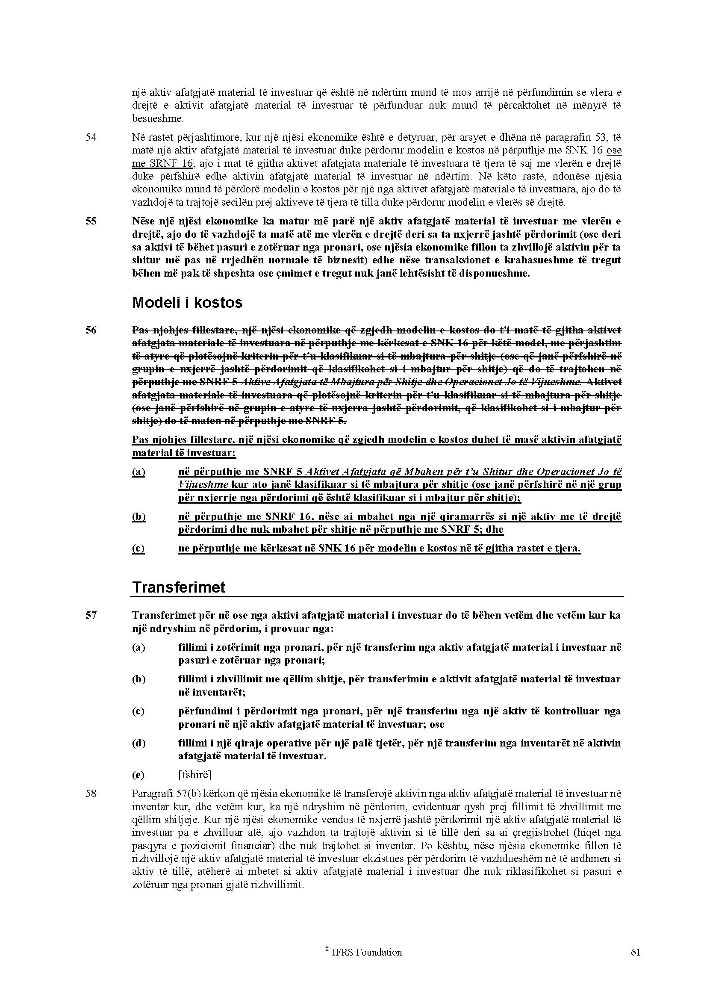 një aktiv afatgjatë material të investuar që është në ndërtim mund të mos arrijë në përfundimin se vlera e
drejtë e aktivit afatgjatë material të investuar të përfunduar nuk mund të përcaktohet në mënyrë të
besueshme.
54 Në rastet përjashtimore, kur një njësi ekonomike është e detyruar, për arsyet e dhëna në paragrafin 53, të
matë një aktiv afatgjatë material të investuar duke përdorur modelin e kostos në përputhje me SNK 16 ose
me SRNF 16, ajo i mat të gjitha aktivet afatgjata materiale të investuara të tjera të saj me vlerën e drejtë
duke përfshirë edhe aktivin afatgjatë material të investuar në ndërtim. Në këto raste, ndonëse njësia
ekonomike mund të përdorë modelin e kostos për një nga aktivet afatgjatë materiale të investuara, ajo do të
vazhdojë ta trajtojë secilën prej aktiveve të tjera të tilla duke përdorur modelin e vlerës së drejtë.
55 Nëse një njësi ekonomike ka matur më parë një aktiv afatgjatë material të investuar me vlerën e
drejtë, ajo do të vazhdojë ta matë atë me vlerën e drejtë deri sa ta nxjerrë jashtë përdorimit (ose deri
sa aktivi të bëhet pasuri e zotëruar nga pronari, ose njësia ekonomike fillon ta zhvillojë aktivin për ta
shitur më pas në rrjedhën normale të biznesit) edhe nëse transaksionet e krahasueshme të tregut
bëhen më pak të shpeshta ose çmimet e tregut nuk janë lehtësisht të disponueshme.
Modeli i kostos
56 Pas njohjes fillestare, një njësi ekonomike që zgjedh modelin e kostos do t'i matë të gjitha aktivet
afatgjata materiale të investuara në përputhje me kërkesat e SNK 16 për këtë model, me përjashtim
të atyre që plotësojnë kriterin për t’u klasifikuar si të mbajtura për shitje (ose që janë përfshirë në
grupin e nxjerrë jashtë përdorimit që klasifikohet si i mbajtur për shitje) që do të trajtohen në
përputhje me SNRF 5 Aktive Afatgjata të Mbajtura për Shitje dhe Operacionet Jo të Vijueshme. Aktivet
afatgjata materiale të investuara që plotësojnë kriterin për t'u klasifikuar si të mbajtura për shitje
(ose janë përfshirë në grupin e atyre të nxjerra jashtë përdorimit, që klasifikohet si i mbajtur për
shitje) do të maten në përputhje me SNRF 5.
Pas njohjes fillestare, një njësi ekonomike që zgjedh modelin e kostos duhet të masë aktivin afatgjatë
material të investuar:
(a) në përputhje me SNRF 5 Aktivet Afatgjata që Mbahen për t’u Shitur dhe Operacionet Jo të
Vijueshme kur ato janë klasifikuar si të mbajtura për shitje (ose janë përfshirë në një grup
për nxjerrje nga përdorimi që është klasifikuar si i mbajtur për shitje);
(b) në përputhje me SNRF 16, nëse ai mbahet nga një qiramarrës si një aktiv me të drejtë
përdorimi dhe nuk mbahet për shitje në përputhje me SNRF 5; dhe
(c) ne përputhje me kërkesat në SNK 16 për modelin e kostos në të gjitha rastet e tjera.
Transferimet
57 Transferimet për në ose nga aktivi afatgjatë material i investuar do të bëhen vetëm dhe vetëm kur ka
një ndryshim në përdorim, i provuar nga:
(a) fillimi i zotërimit nga pronari, për një transferim nga aktiv afatgjatë material i investuar në
pasuri e zotëruar nga pronari;
(b) fillimi i zhvillimit me qëllim shitje, për transferimin e aktivit afatgjatë material të investuar
në inventarët;
(c) përfundimi i përdorimit nga pronari, për një transferim nga një aktiv të kontrolluar nga
pronari në një aktiv afatgjatë material të investuar; ose
(d) fillimi i një qiraje operative për një palë tjetër, për një transferim nga inventarët në aktivin
afatgjatë material të investuar.
(e) [fshirë]
58 Paragrafi 57(b) kërkon që njësia ekonomike të transferojë aktivin nga aktiv afatgjatë material të investuar në
inventar kur, dhe vetëm kur, ka një ndryshim në përdorim, evidentuar qysh prej fillimit të zhvillimit me
qëllim shitjeje. Kur një njësi ekonomike vendos të nxjerrë jashtë përdorimit një aktiv afatgjatë material të
investuar pa e zhvilluar atë, ajo vazhdon ta trajtojë aktivin si të tillë deri sa ai çregjistrohet (hiqet nga
pasqyra e pozicionit financiar) dhe nuk trajtohet si inventar. Po kështu, nëse njësia ekonomike fillon të
rizhvillojë një aktiv afatgjatë material të investuar ekzistues për përdorim të vazhdueshëm në të ardhmen si
aktiv të tillë, atëherë ai mbetet si aktiv afatgjatë material i investuar dhe nuk riklasifikohet si pasuri e
zotëruar nga pronari gjatë rizhvillimit.
© IFRS Foundation 61